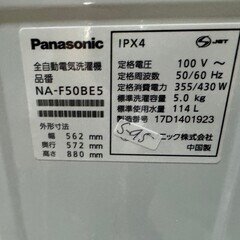 Panasonic
全自動電気洗濯機
品番
NA-F50BE5
外形寸法
幅 562 mm
奥行 572 mm
高さ 880 mm
IPX4
JET
定格電圧 100 V~
定格周波数 50/60 Hz
定格消費電力 355/430 W
標準洗濯容量 5.0 kg
標準使用水量 114 L
製造番号 17D1401923
ニック株式会社
中国製
S-95